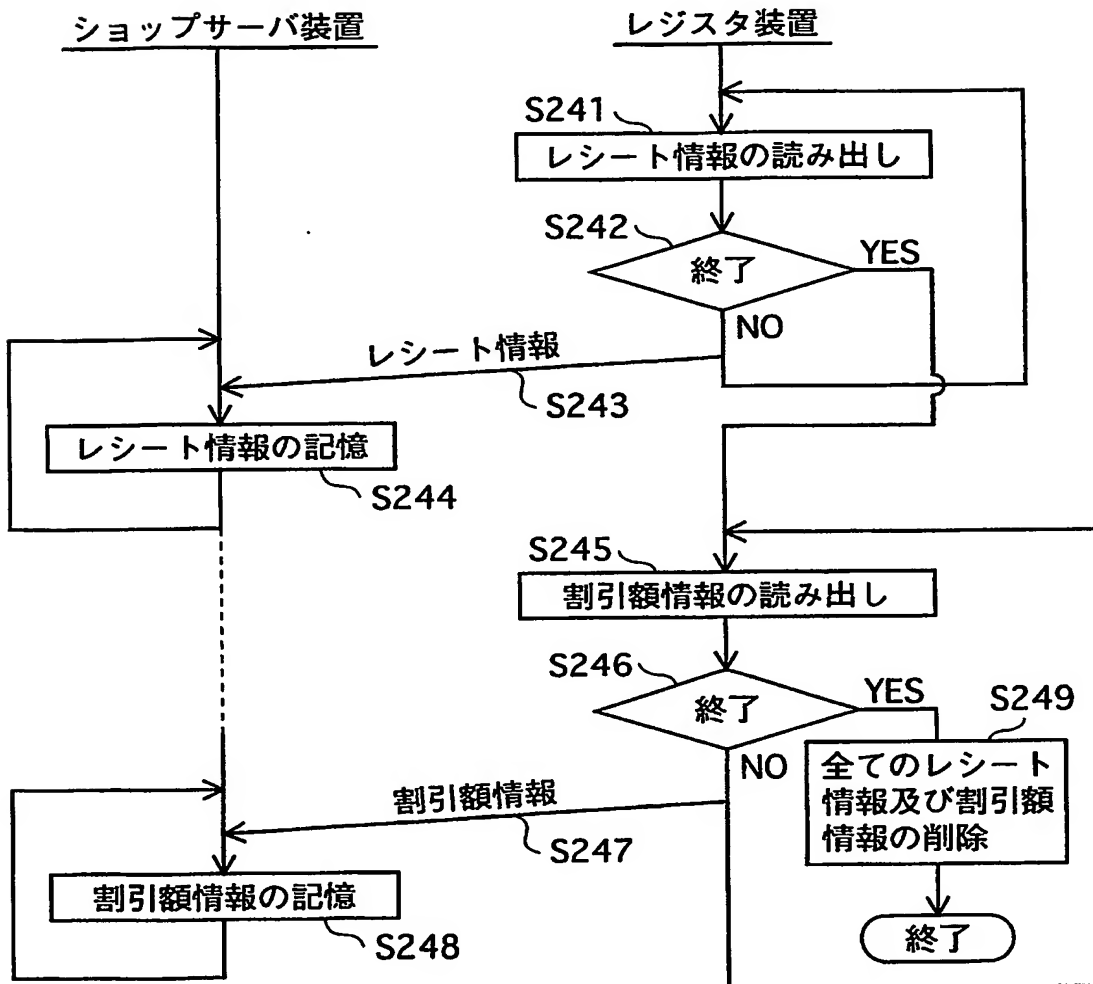 ショップサーバ装置
レジスタ装置
S241
レシート情報の読み出し
S242
終了
YES
NO
レシート情報
S243
レシート情報の記憶
S244
S245
割引額情報の読み出し
S246
終了
YES
S249
NO
全てのレシート
情報及び割引額
情報の削除
割引額情報
S247
割引額情報の記憶
S248
終了